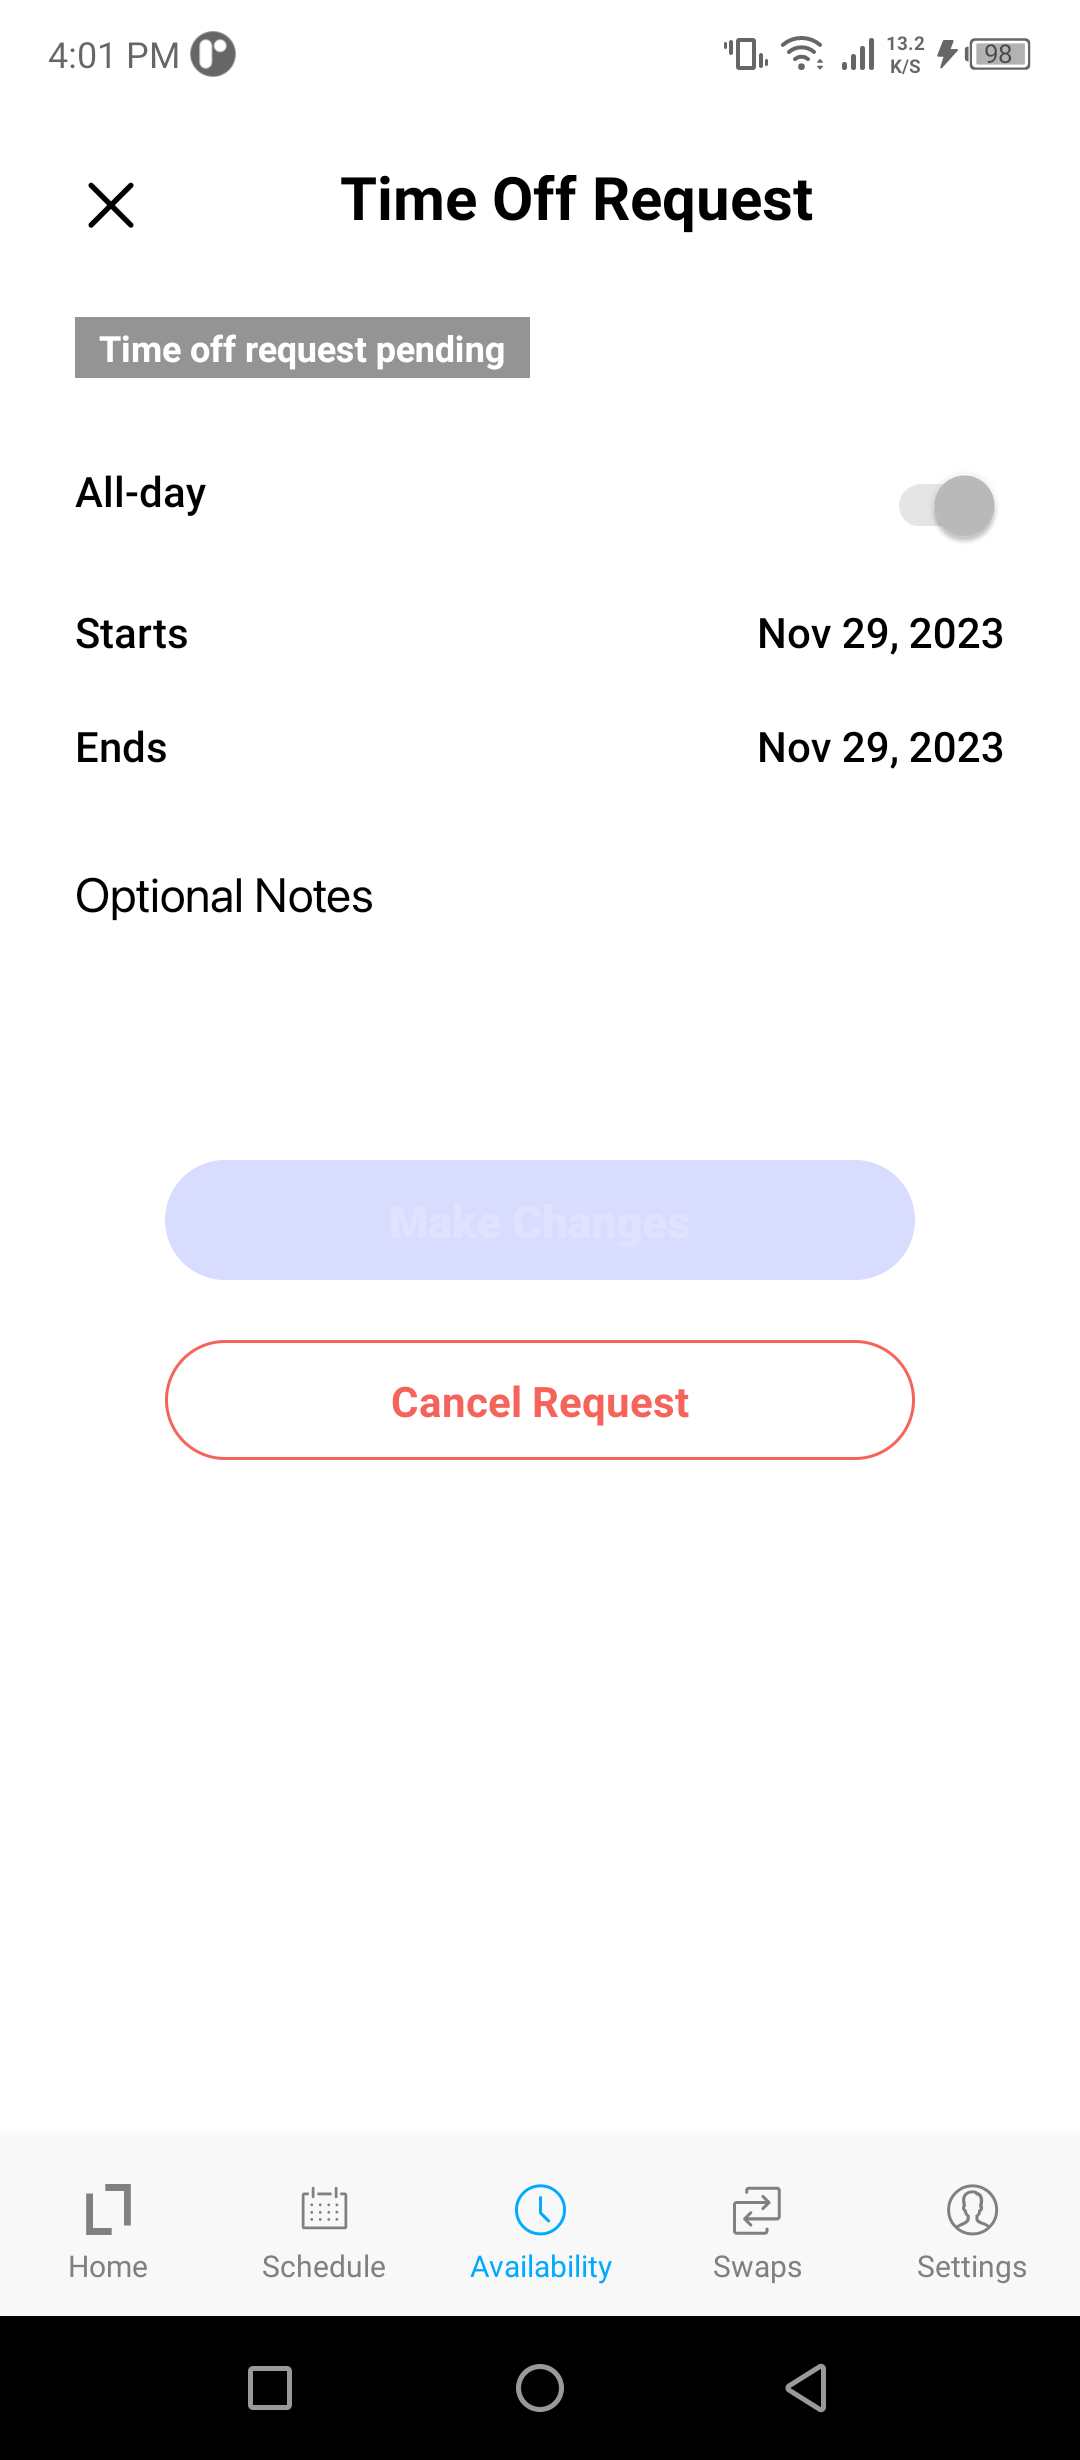 4:01 PM
13.2
K/S
98
Time Off Request
Time off request pending
All-day
Starts
Nov 29, 2023
Ends
Nov 29, 2023
Optional Notes
Make Changes
Cancel Request
Home
Schedule
Availability
Swaps
Settings